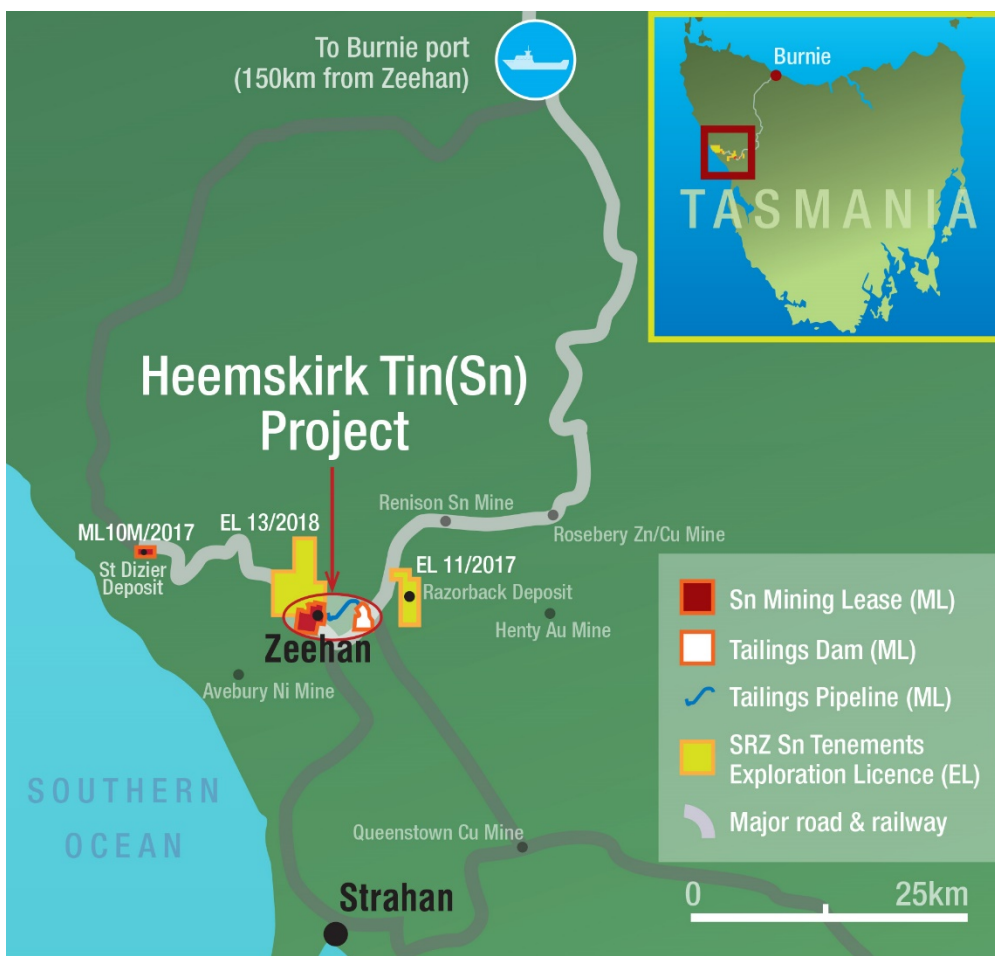 To Burnie port
(150km from Zeehan)
Burnie
TASMANIA
Heemskirk Tin(Sn)
Project
Renison Sn Mine
Rosebery Zn/Cu Mine
ML10M/2017
EL 13/2018
St Dizier
Deposit
EL 11/2017
Razorback Deposit
Henty Au Mine
Zeehan
Avebury Ni Mine
SOUTHERN
OCEAN
Queenstown Cu Mine
Strahan
Sn Mining Lease (ML)
Tailings Dam (ML)
Tailings Pipeline (ML)
SRZ Sn Tenements
Exploration Licence (EL)
Major road & railway
0 25km